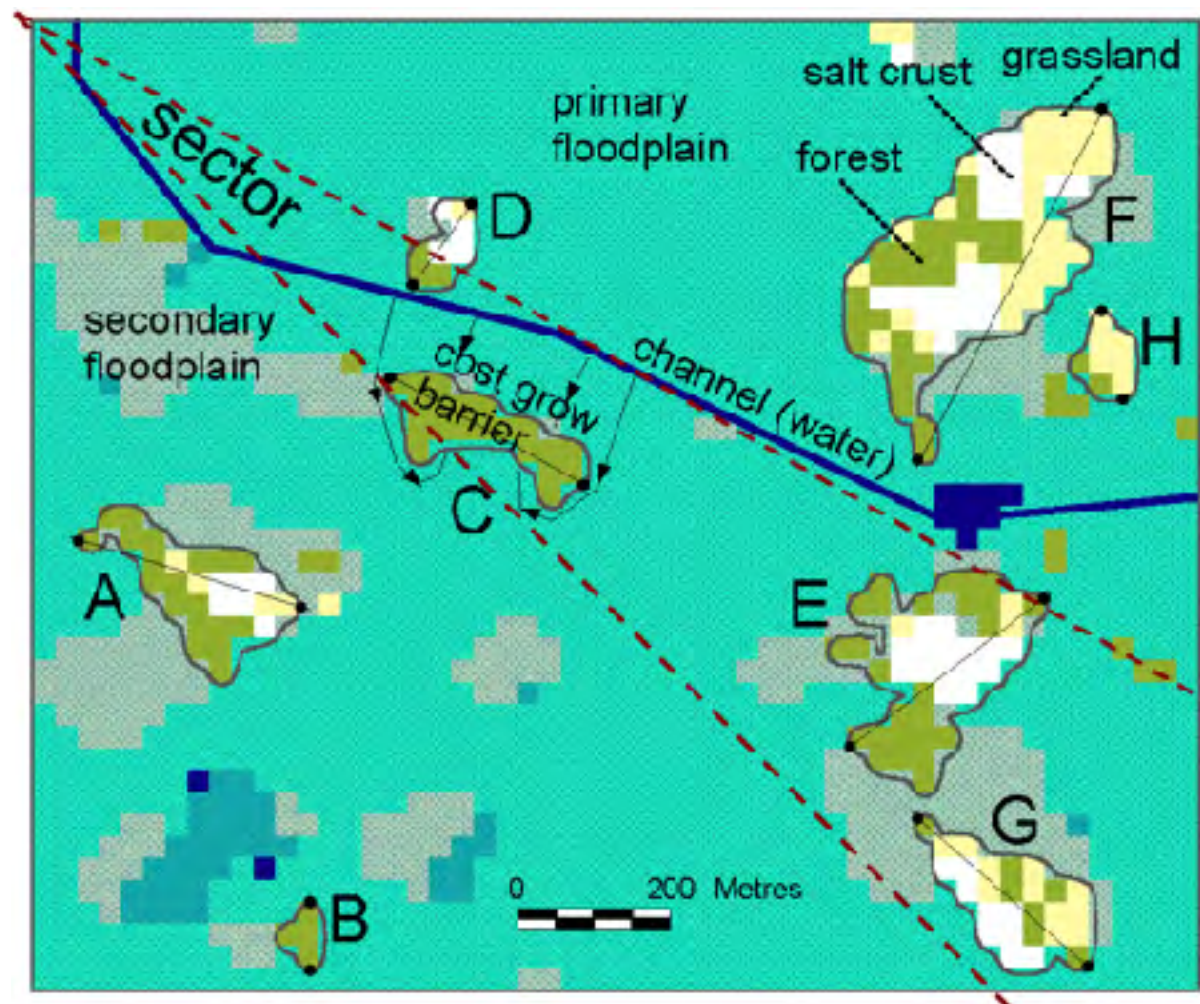 sector
primary
floodplain
salt crust
grassland
forest
D
F
secondary
floodplain
cost grow
channel (water)
H
barrier
C
A
E
G
0 200 Metres
B